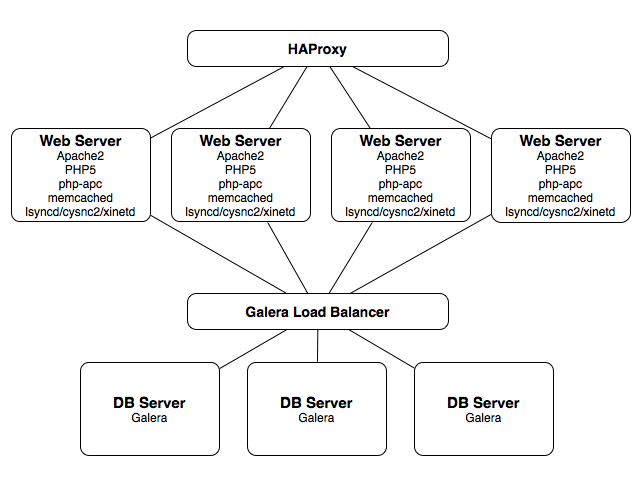 HAProxy
Web Server
Apache2
PHP5
php-apc
memcached
lsyncd/cysnc2/xinetd
Web Server
Apache2
PHP5
php-apc
memcached
lsyncd/cysnc2/xinetd
Web Server
Apache2
PHP5
php-apc
memcached
lsyncd/cysnc2/xinetd
Web Server
Apache2
PHP5
php-apc
memcached
lsyncd/cysnc2/xinetd
Galera Load Balancer
DB Server
Galera
DB Server
Galera
DB Server
Galera